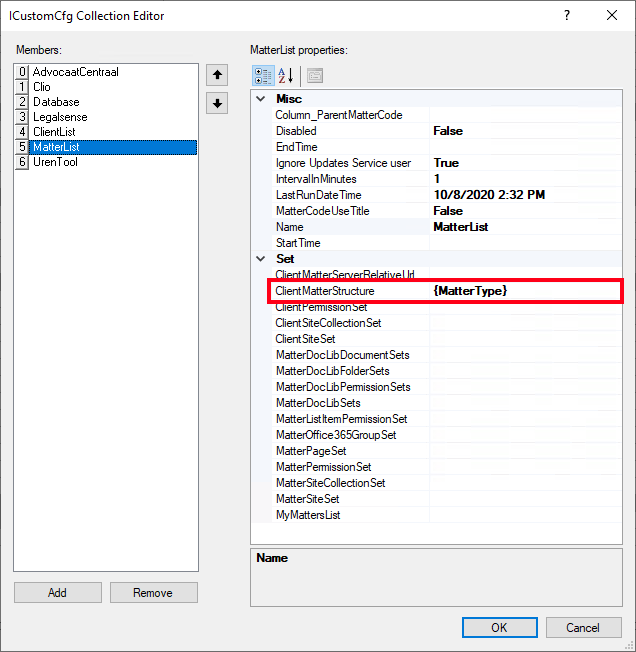 ICustomCfg Collection Editor
?
Members:
0 AdvocaatCentraal
1 Clio
2 Database
3 Legalsense
4 ClientList
5 MatterList
6 UrenTool
Add
Remove
MatterList properties:
A
Z
Misc
Column_ParentMatterCode
Disabled False
EndTime
Ignore Updates Service user True
IntervalInMinutes 1
LastRunDateTime 10/8/2020 2:32 PM
MatterCodeUseTitle False
Name MatterList
StartTime
Set
ClientMatterServerRelativeUrl
ClientMatterStructure {MatterType}
ClientPermissionSet
ClientSiteCollectionSet
ClientSiteSet
MatterDocLibDocumentSets
MatterDocLibFolderSets
MatterDocLibPermissionSets
MatterDocLibSets
MatterListItemPermissionSet
MatterOffice365GroupSet
MatterPageSet
MatterPermissionSet
MatterSiteCollectionSet
MatterSiteSet
MyMattersList
Name
OK
Cancel